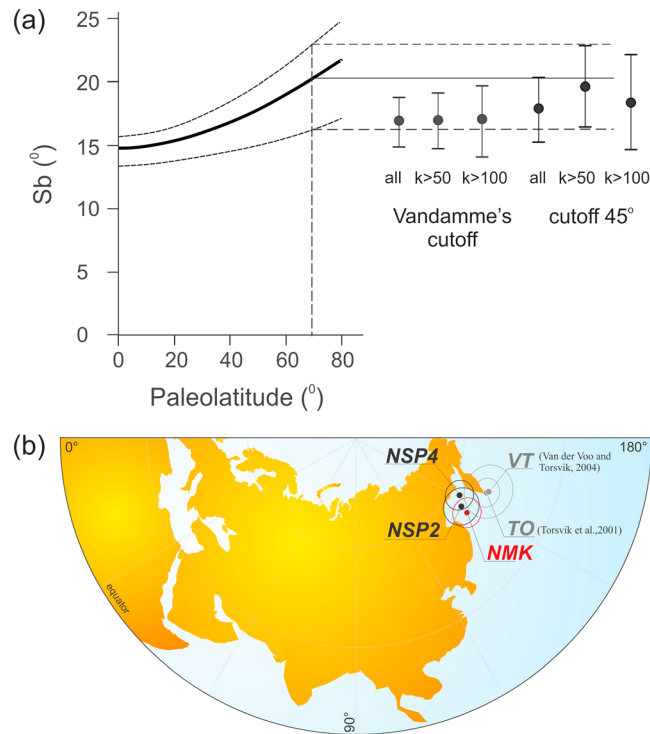 (a)
25
20
15
10
5
0
Sb (⁰)
0 20 40 60 80
Paleolatitude (⁰)
all k>50 k>100 all k>50 k>100
Vandamme's cutoff 45°
cutoff
(b)
0° 180°
NSP4 VT (Van der Voo and
Torsvik, 2004)
NSP2 TO (Torsvik et al.,2001)
NMK
equator
90°